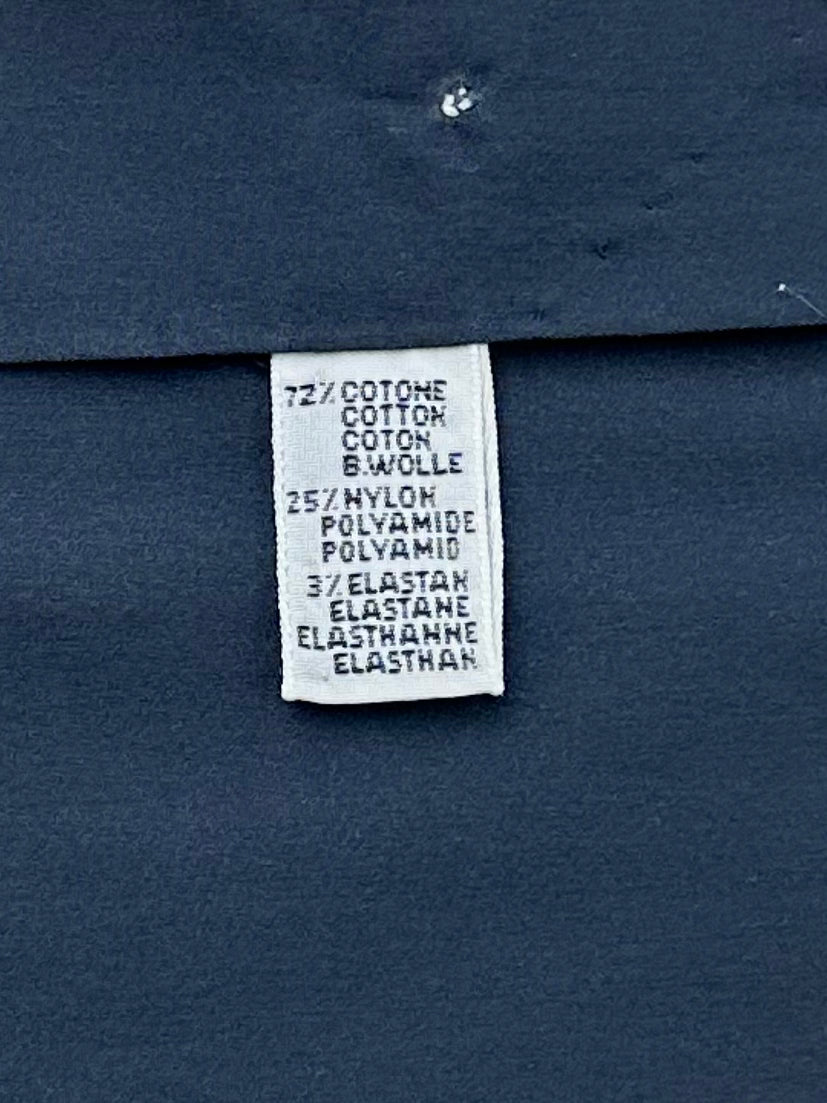 72% COTONE
COTTON
COTON
B.WOLLE
25% NYLON
POLYAMIDE
POLYAMID
3% ELASTAN
ELASTANE
ELASTHANNE
ELASTHAN